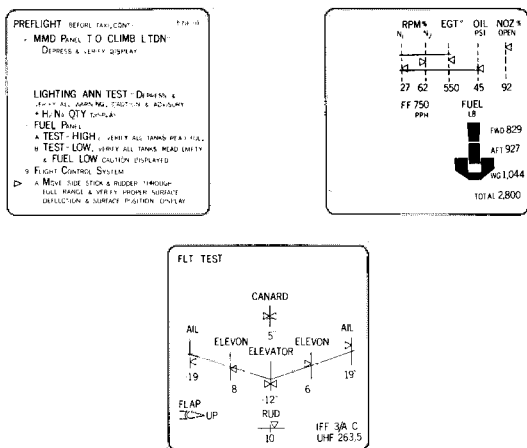 PREFLIGHT BEFORE TAXI, CONT.
MMD PANEL TO CLIMB LTDN
DEPRESS & VERIFY DISPLAY
LIGHTING ANN TEST - DEPRESS &
VERIFY ALL WARNING, CAUTION & ADVISORY
QTY DISPLAY
FUEL PANEL
A TEST-HIGH, VERIFY ALL TANKS READ FULL
B TEST-LOW, VERIFY ALL TANKS READ EMPTY
& FUEL LOW CAUTION DISPLAYED
9 FLIGHT CONTROL SYSTEM
A MOVE SIDE STICK & RUDDER THROUGH
FULL RANGE & VERIFY PROPER SURFACE
DEFLECTION & SURFACE POSITION DISPLAY
RPM% EGT° OIL NOZ%
N₁ N₂ PSI OPEN
27 62 550 45 92
FF 750 FUEL
PPH LB
FWD 829
AFT 927
WG 1,044
TOTAL 2,800
FLT TEST
CANARD
5°
AIL AIL
ELEVON ELEVON
ELEVATOR
-19 19°
8 6
-12°
FLAP
UP
RUD
10
IFF 3/A C
UHF 263.5